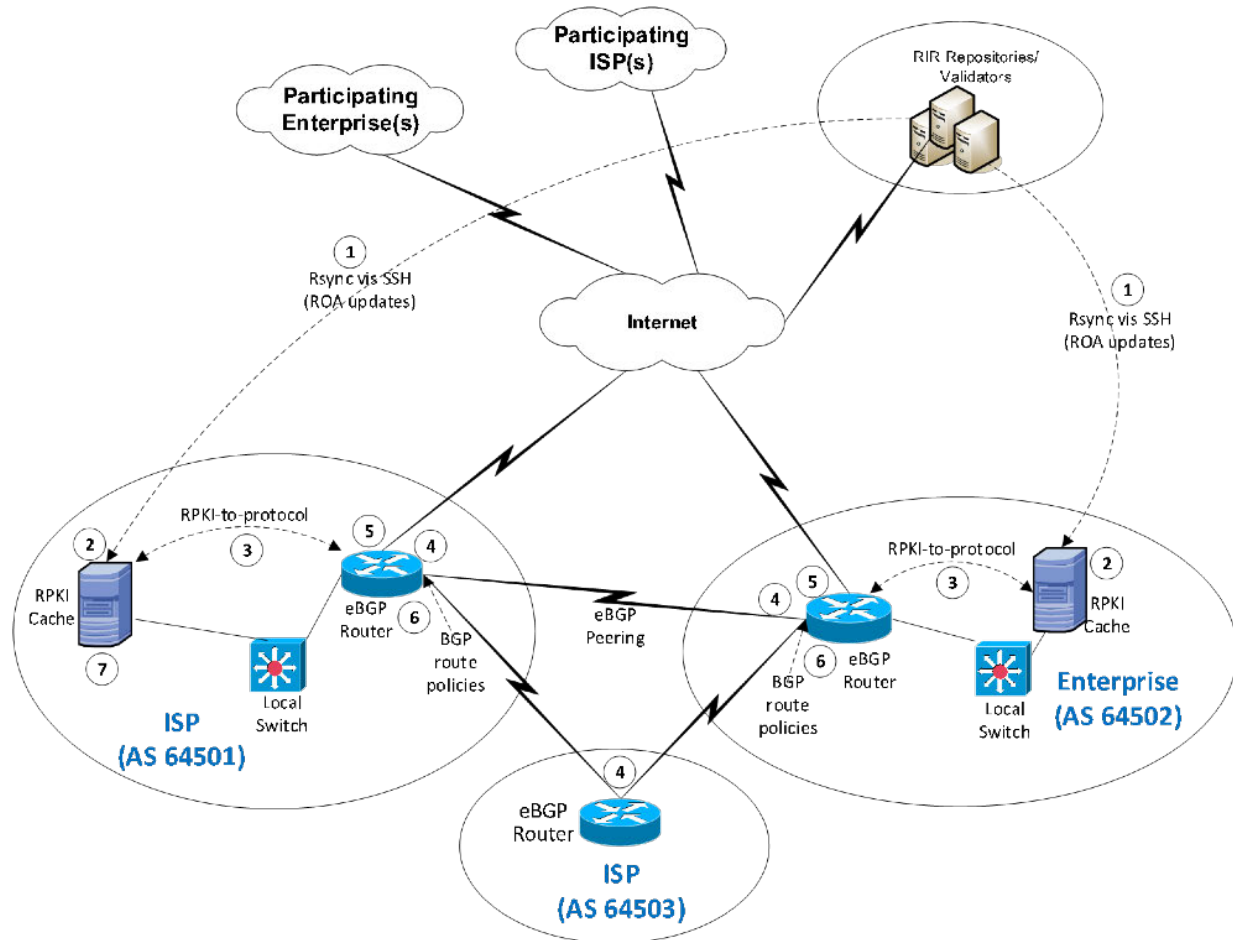 Participating
ISP(s)
Participating
Enterprise(s)
RIR Repositories/
Validators
1
Rsync vis SSH
(ROA updates)
1
Rsync vis SSH
(ROA updates)
Internet
2
RPKI
Cache
7
RPKI-to-protocol
3
5
4
6
eBGP
Router
BGP
route
policies
Local
Switch
ISP
(AS 64501)
eBGP
Peering
4
5
6
eBGP
Router
BGP
route
policies
RPKI-to-protocol
3
2
RPKI
Cache
Local
Switch
Enterprise
(AS 64502)
4
eBGP
Router
ISP
(AS 64503)